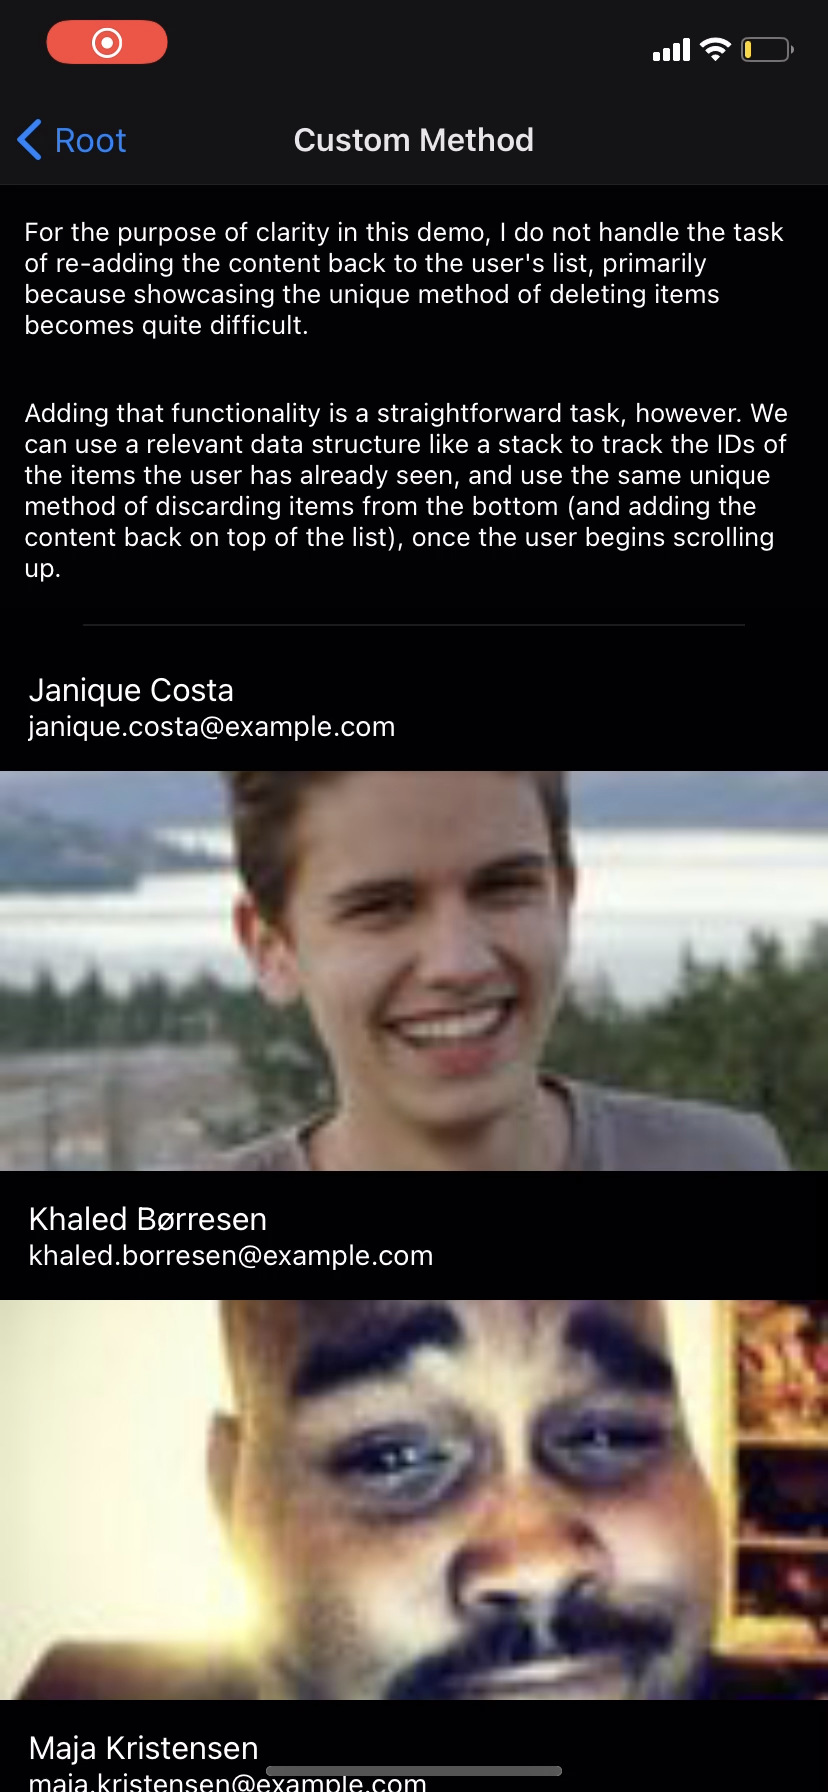 Root
Custom Method
For the purpose of clarity in this demo, I do not handle the task
of re-adding the content back to the user's list, primarily
because showcasing the unique method of deleting items
becomes quite difficult.
Adding that functionality is a straightforward task, however. We
can use a relevant data structure like a stack to track the IDs of
the items the user has already seen, and use the same unique
method of discarding items from the bottom (and adding the
content back on top of the list), once the user begins scrolling
up.
Janique Costa
janique.costa@example.com
Khaled Børresen
khaled.borresen@example.com
Maja Kristensen
maja.kristensen@example.com